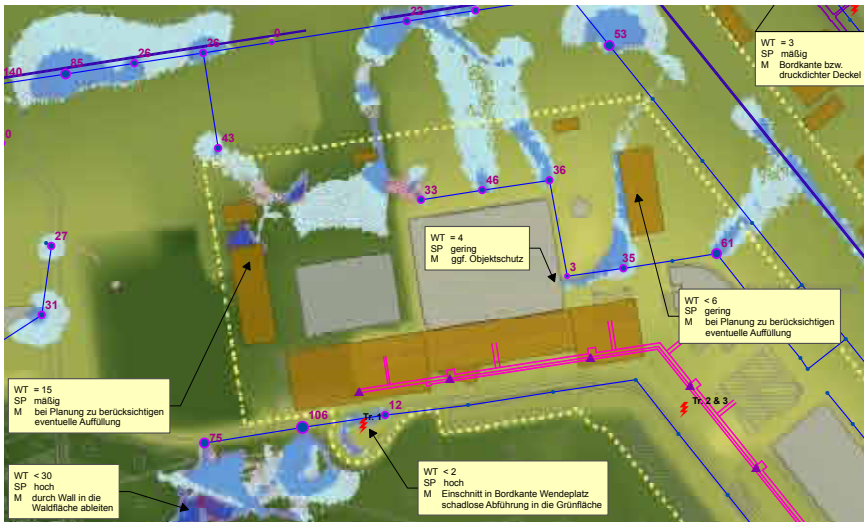 22
0
26
26
85
140
53
WT = 3
SP mäßig
M Bordkante bzw.
druckdichter Deckel
0
43
36
46
33
27
WT = 4
SP gering
M ggf. Objektschutz
61
35
3
31
WT < 6
SP gering
M bei Planung zu berücksichtigen
eventuelle Auffüllung
WT = 15
SP mäßig
M bei Planung zu berücksichtigen
eventuelle Auffüllung
Tr. 2 & 3
12
Tr. 1
106
75
WT < 30
SP hoch
M durch Wall in die
Waldfläche ableiten
WT < 2
SP hoch
M Einschnitt in Bordkante Wendeplatz
schadlose Abführung in die Grünfläche